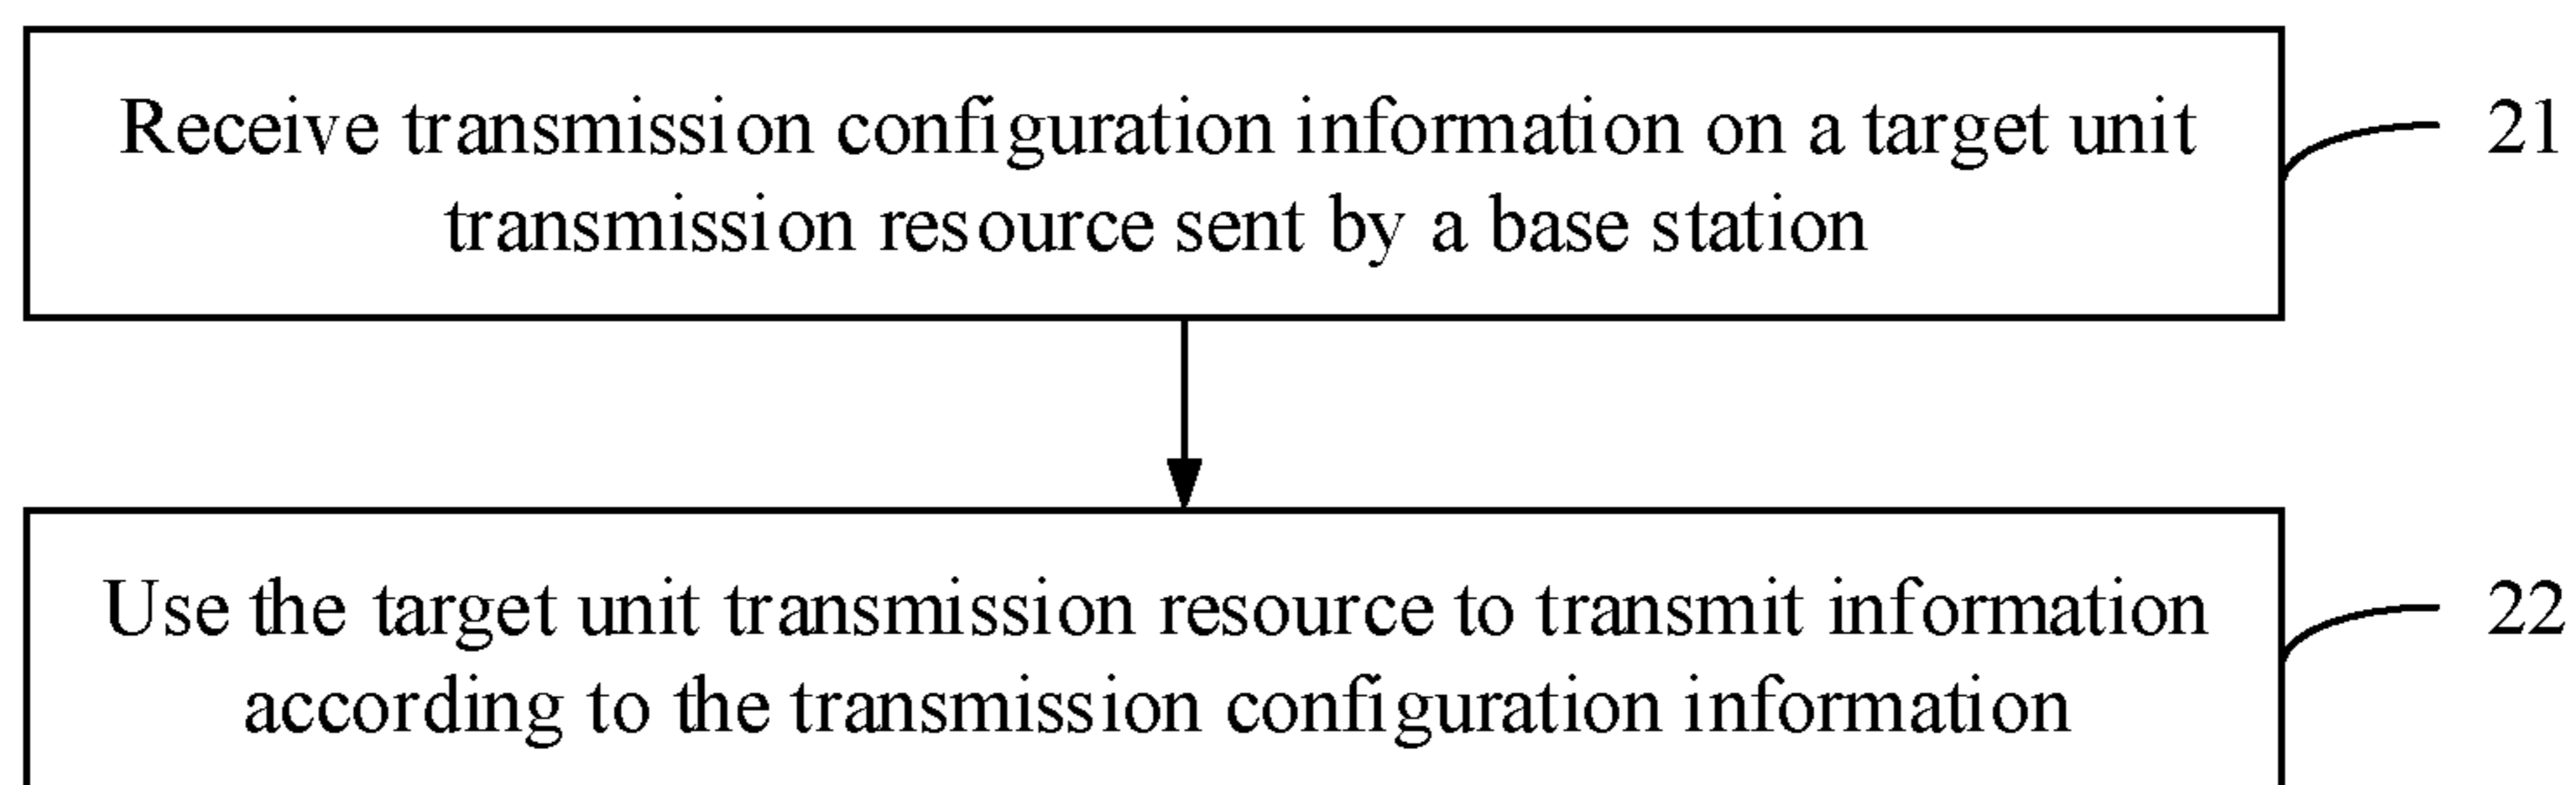 Receive transmission configuration information on a target unit
transmission resource sent by a base station
21
Use the target unit transmission resource to transmit information
according to the transmission configuration information
22